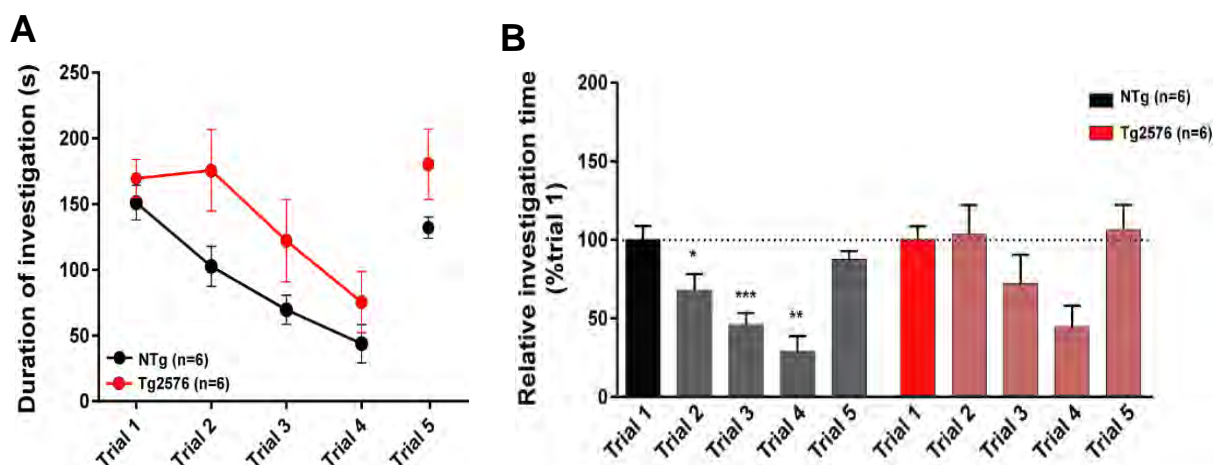 A
Duration of investigation (s)
250
200
150
100
50
0
NTg (n=6)
Tg2576 (n=6)
Trial 1
Trial 2
Trial 3
Trial 4
Trial 5
B
Relative investigation time
(%trial 1)
200
150
100
50
0
*
***
**
NTg (n=6)
Tg2576 (n=6)
Trial 1
Trial 2
Trial 3
Trial 4
Trial 5
Trial 1
Trial 2
Trial 3
Trial 4
Trial 5